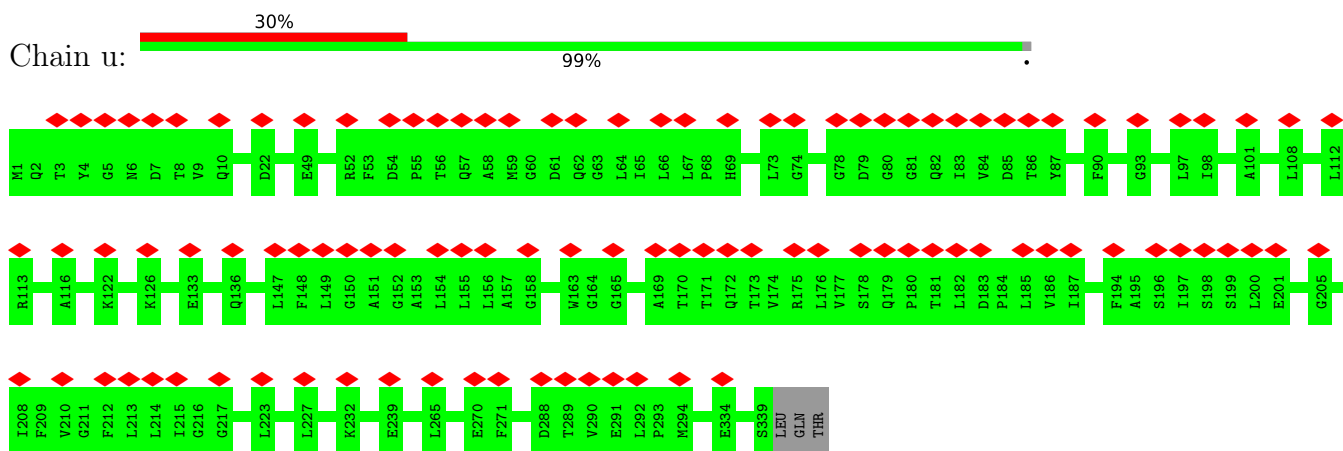 30%
Chain u:
99%
.
M1 Q2 T3 Y4 G5 N6 D7 T8 V9 Q10 D22 E49 R52 F53 D54 P55 T56 Q57 A58 M59 G60 D61 Q62 G63 L64 I65 L66 L67 P68 H69 L73 G74 G78 D79 G80 G81 Q82 I83 V84 D85 T86 Y87 F90 G93 L97 I98 A101 L108 L112
R113 A116 K122 K126 E133 Q136 L147 F148 L149 G150 A151 G152 A153 L154 L155 L156 A157 G158 W163 G164 G165 A169 T170 T171 Q172 T173 V174 R175 L176 V177 S178 Q179 P180 T181 L182 D183 P184 L185 V186 I187 F194 A195 S196 I197 S198 S199 L200 E201 G205
I208 F209 V210 G211 F212 L213 L214 I215 G216 G217 L223 L227 K232 E239 L265 E270 F271 D288 T289 V290 E291 L292 P293 M294 E334 S339 LEU GLN THR